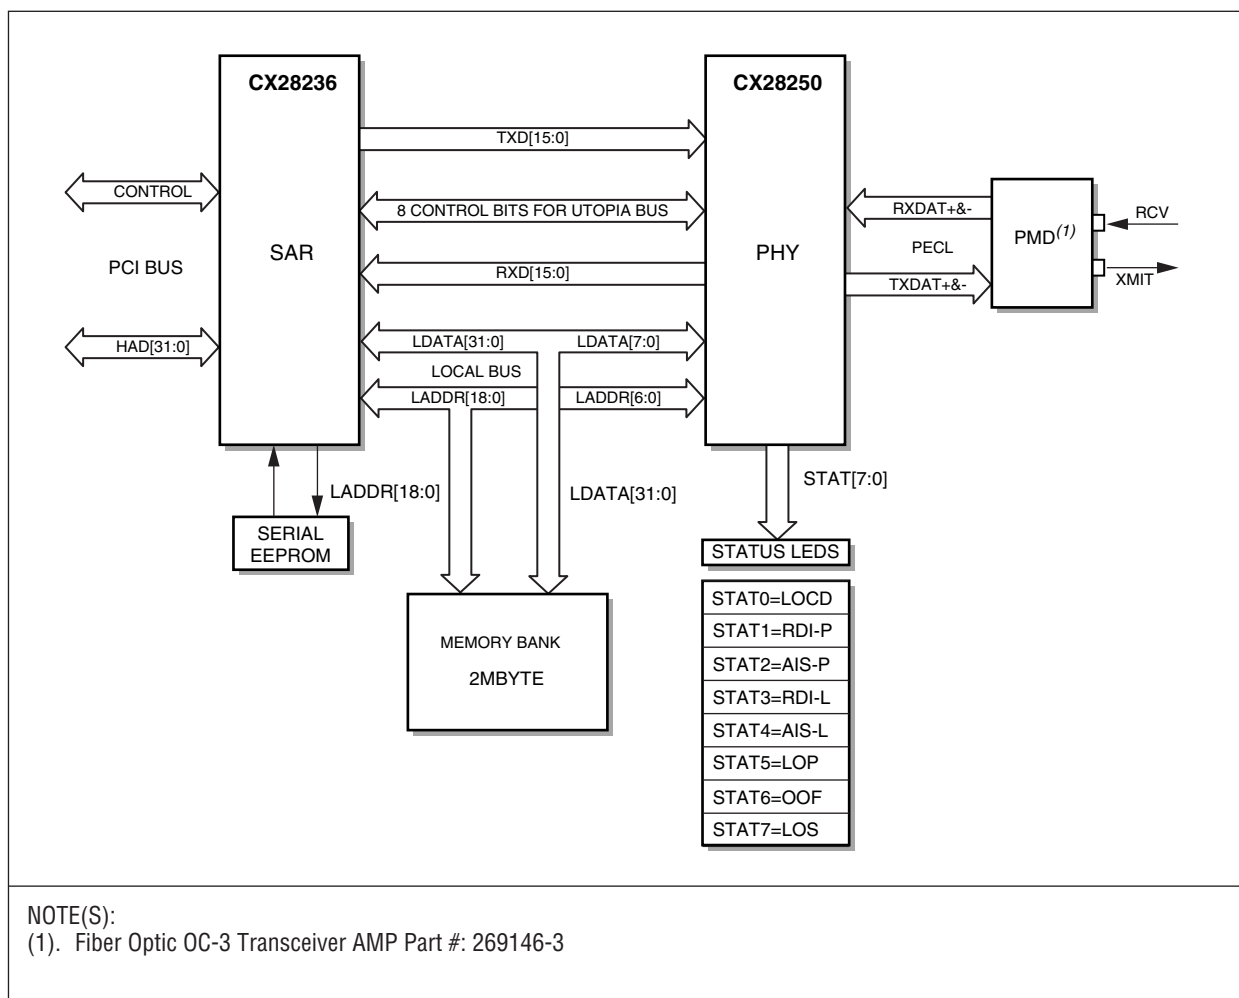 CX28236
CX28250
TXD[15:0]
CONTROL
8 CONTROL BITS FOR UTOPIA BUS
RXDAT+&-
RCV
PMD(1)
SAR
PHY
PECL
PCI BUS
RXD[15:0]
TXDAT+&-
XMIT
HAD[31:0]
LDATA[31:0]
LDATA[7:0]
LOCAL BUS
LADDR[18:0]
LADDR[6:0]
LADDR[18:0]
LDATA[31:0]
STAT[7:0]
SERIAL
EEPROM
STATUS LEDS
MEMORY BANK
2MBYTE
STAT0=LOCD
STAT1=RDI-P
STAT2=AIS-P
STAT3=RDI-L
STAT4=AIS-L
STAT5=LOP
STAT6=OOF
STAT7=LOS
NOTE(S):
(1). Fiber Optic OC-3 Transceiver AMP Part #: 269146-3